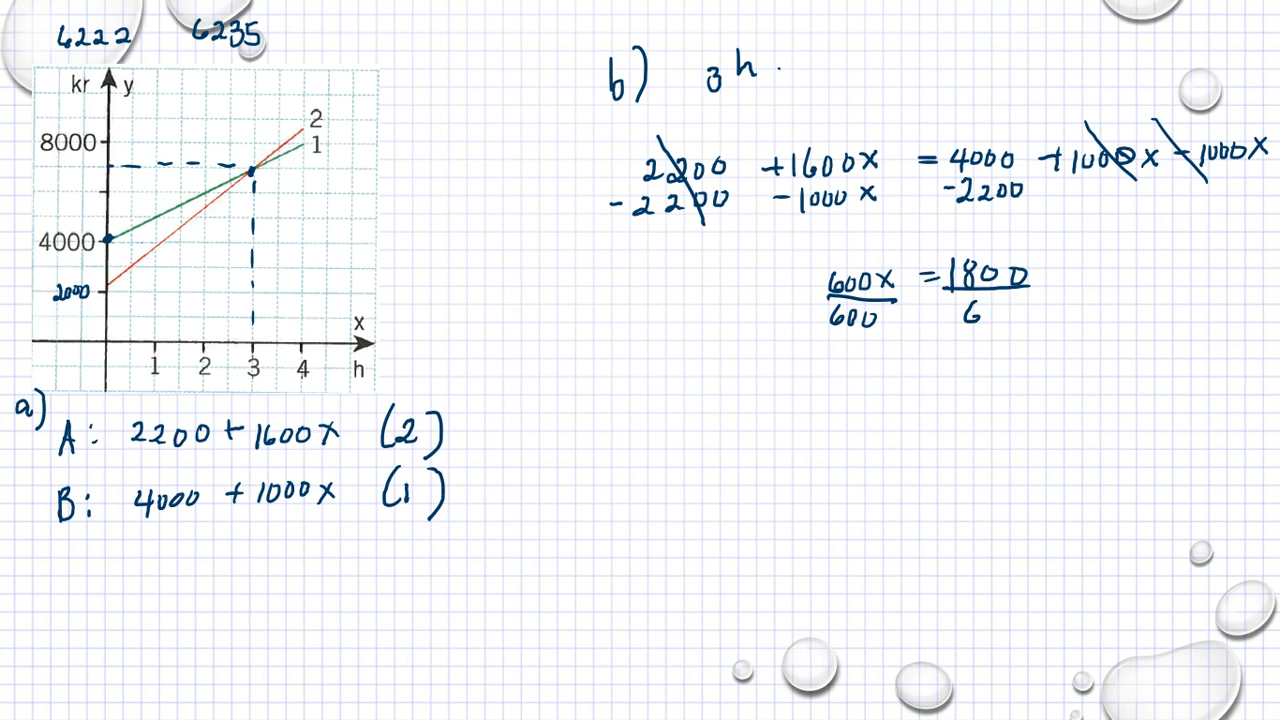 6222 6235
kr y
8000
4000
2000
2
1
x
1 2 3 4 h
a)
A: 2200 + 1600x (2)
B: 4000 + 1000x (1)
b) 3h.
2200 + 1600x = 4000 + 1000x - 1000x
- 2200 - 1000x - 2200
600x = 1800
600 6